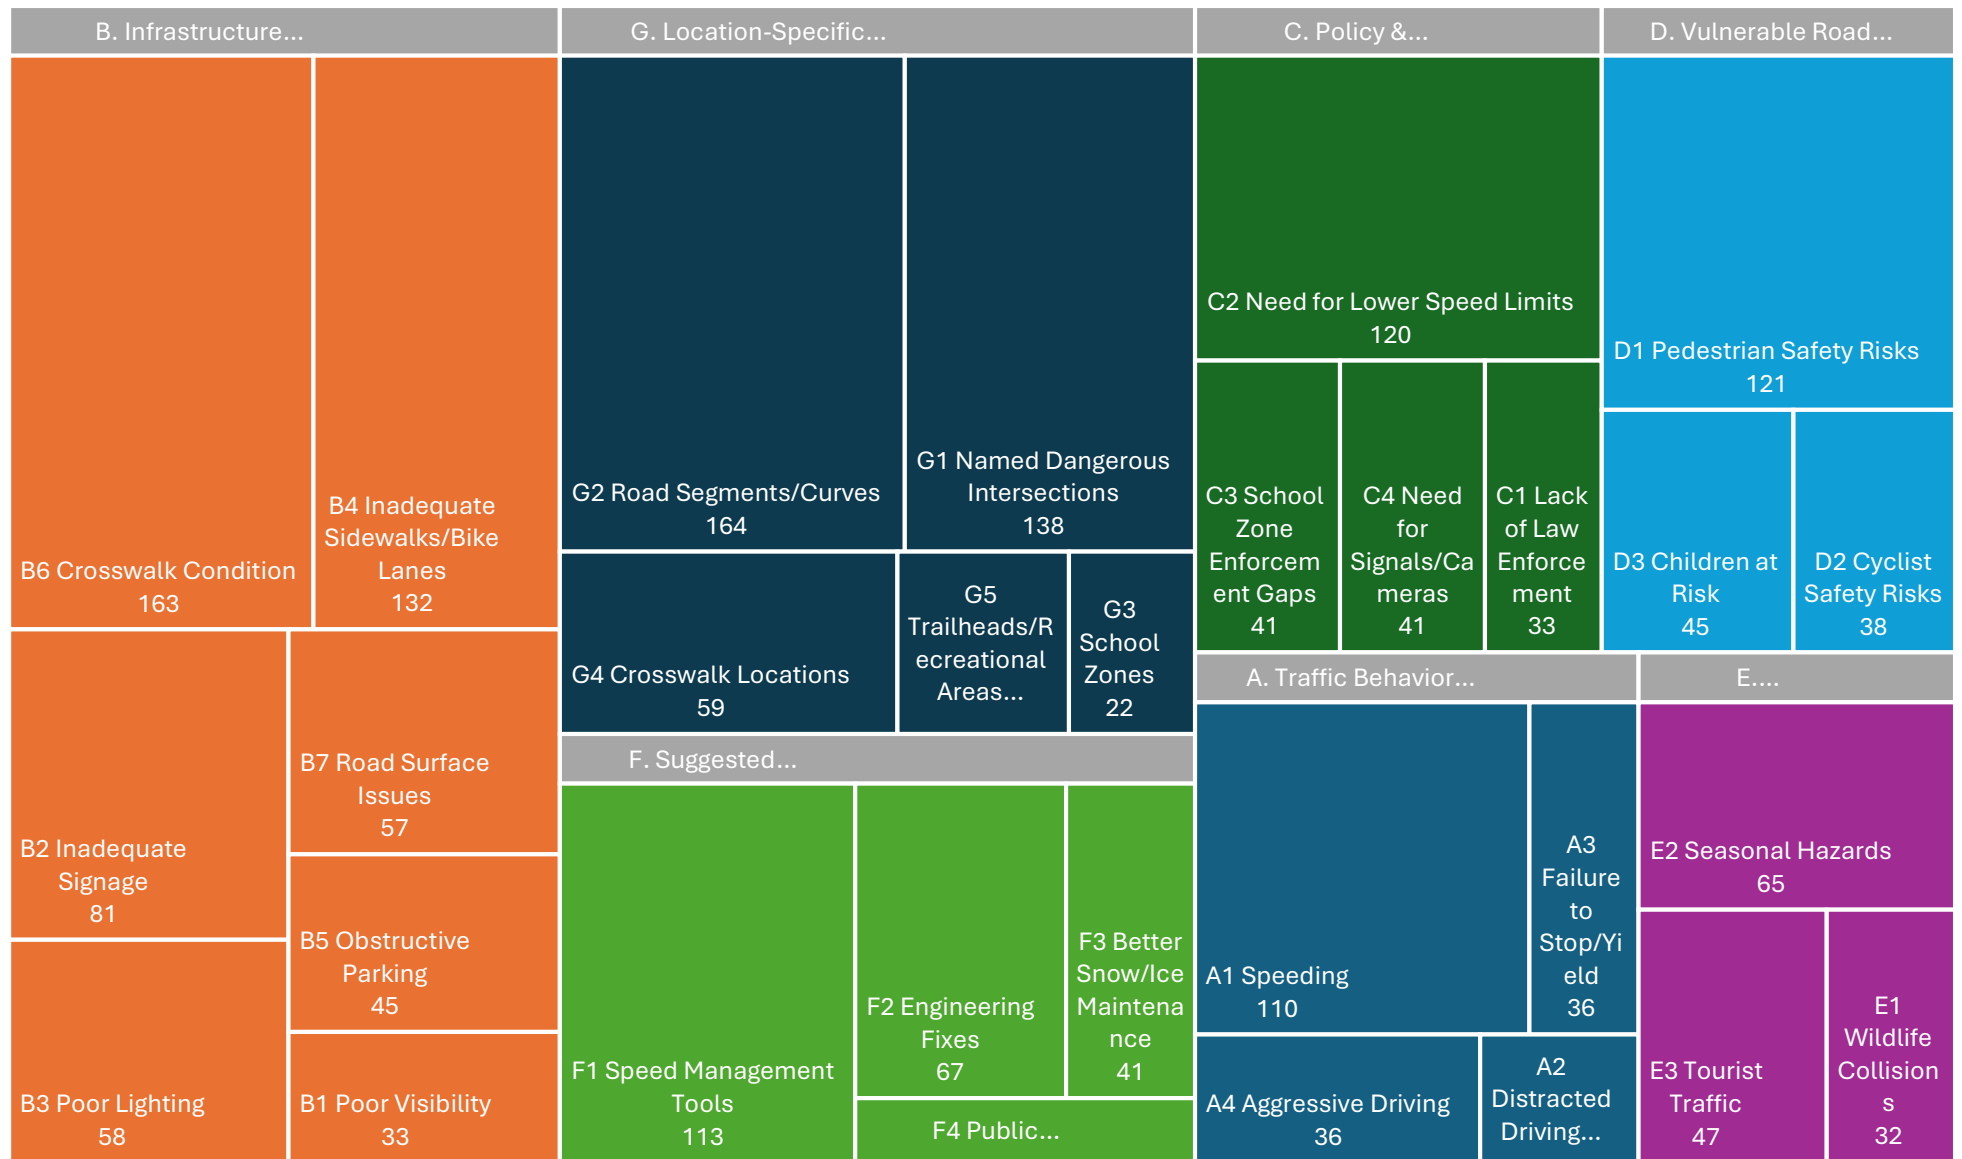 B. Infrastructure...
B6 Crosswalk Condition
163
B4 Inadequate
Sidewalks/Bike
Lanes
132
B2 Inadequate
Signage
81
B7 Road Surface
Issues
57
B5 Obstructive
Parking
45
B3 Poor Lighting
58
B1 Poor Visibility
33
G. Location-Specific...
G2 Road Segments/Curves
164
G1 Named Dangerous
Intersections
138
G4 Crosswalk Locations
59
G5
Trailheads/R
ecreational
Areas...
G3
School
Zones
22
F. Suggested...
F1 Speed Management
Tools
113
F2 Engineering
Fixes
67
F3 Better
Snow/Ice
Maintena
nce
41
F4 Public...
C. Policy &...
C2 Need for Lower Speed Limits
120
C3 School
Zone
Enforcem
ent Gaps
41
C4 Need
for
Signals/Ca
meras
41
C1 Lack
of Law
Enforce
ment
33
D. Vulnerable Road...
D1 Pedestrian Safety Risks
121
D3 Children at
Risk
45
D2 Cyclist
Safety Risks
38
A. Traffic Behavior...
A1 Speeding
110
A3
Failure
to
Stop/Yi
eld
36
A4 Aggressive Driving
36
A2
Distracted
Driving...
E....
E2 Seasonal Hazards
65
E3 Tourist
Traffic
47
E1
Wildlife
Collision
s
32